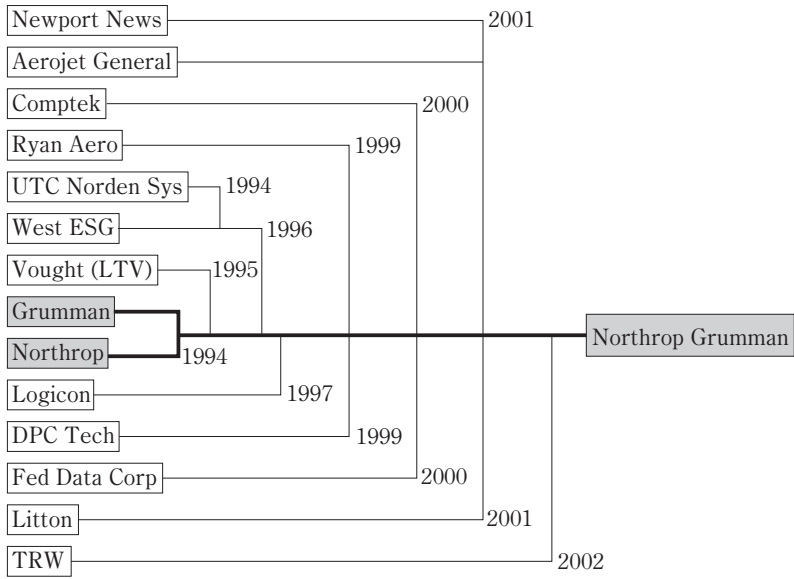 Newport News
2001
Aerojet General
Comptek
2000
Ryan Aero
1999
UTC Norden Sys
1994
West ESG
1996
Vought (LTV)
1995
Grumman
Northrop Grumman
Northrop
1994
Logicon
1997
DPC Tech
1999
Fed Data Corp
2000
Litton
2001
TRW
2002